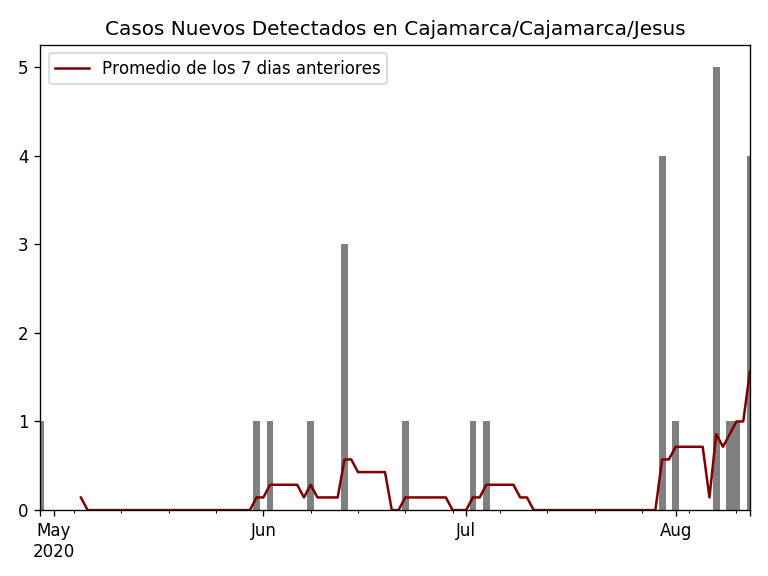 Casos Nuevos Detectados en Cajamarca/Cajamarca/Jesus
Promedio de los 7 dias anteriores
5
4
3
2
1
0
May Jun Jul Aug
2020